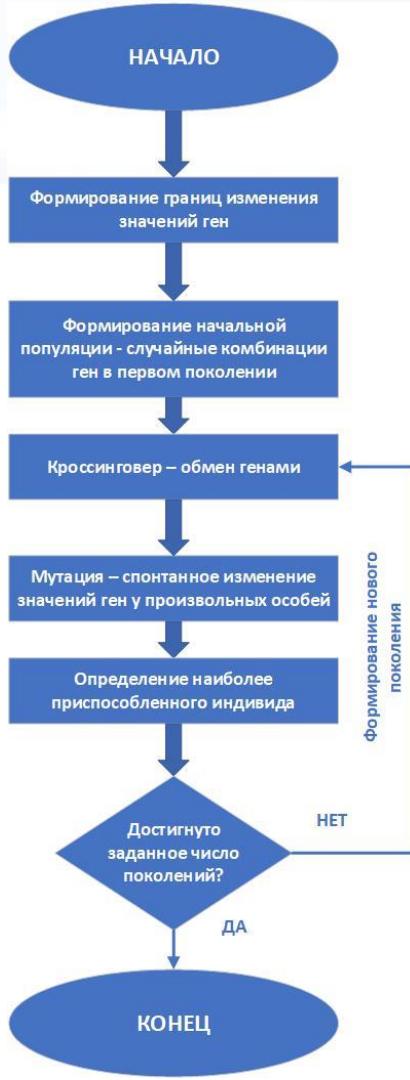 НАЧАЛО
Формирование границ изменения
значений ген
Формирование начальной
популяции - случайные комбинации
ген в первом поколении
Кроссинговер – обмен генами
Мутация – спонтанное изменение
значений ген у произвольных особей
Определение наиболее
приспособленного индивида
Достигнуто
заданное число
поколений?
НЕТ
Формирование нового
поколения
ДА
КОНЕЦ